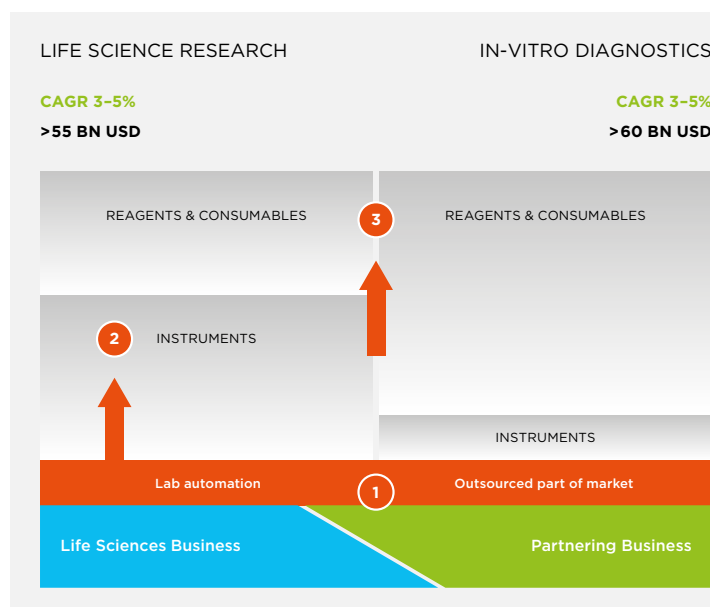 LIFE SCIENCE RESEARCH
IN-VITRO DIAGNOSTICS
CAGR 3–5%
CAGR 3–5%
>55 BN USD
>60 BN USD
REAGENTS & CONSUMABLES
3
REAGENTS & CONSUMABLES
2
INSTRUMENTS
INSTRUMENTS
Lab automation
1
Outsourced part of market
Life Sciences Business
Partnering Business